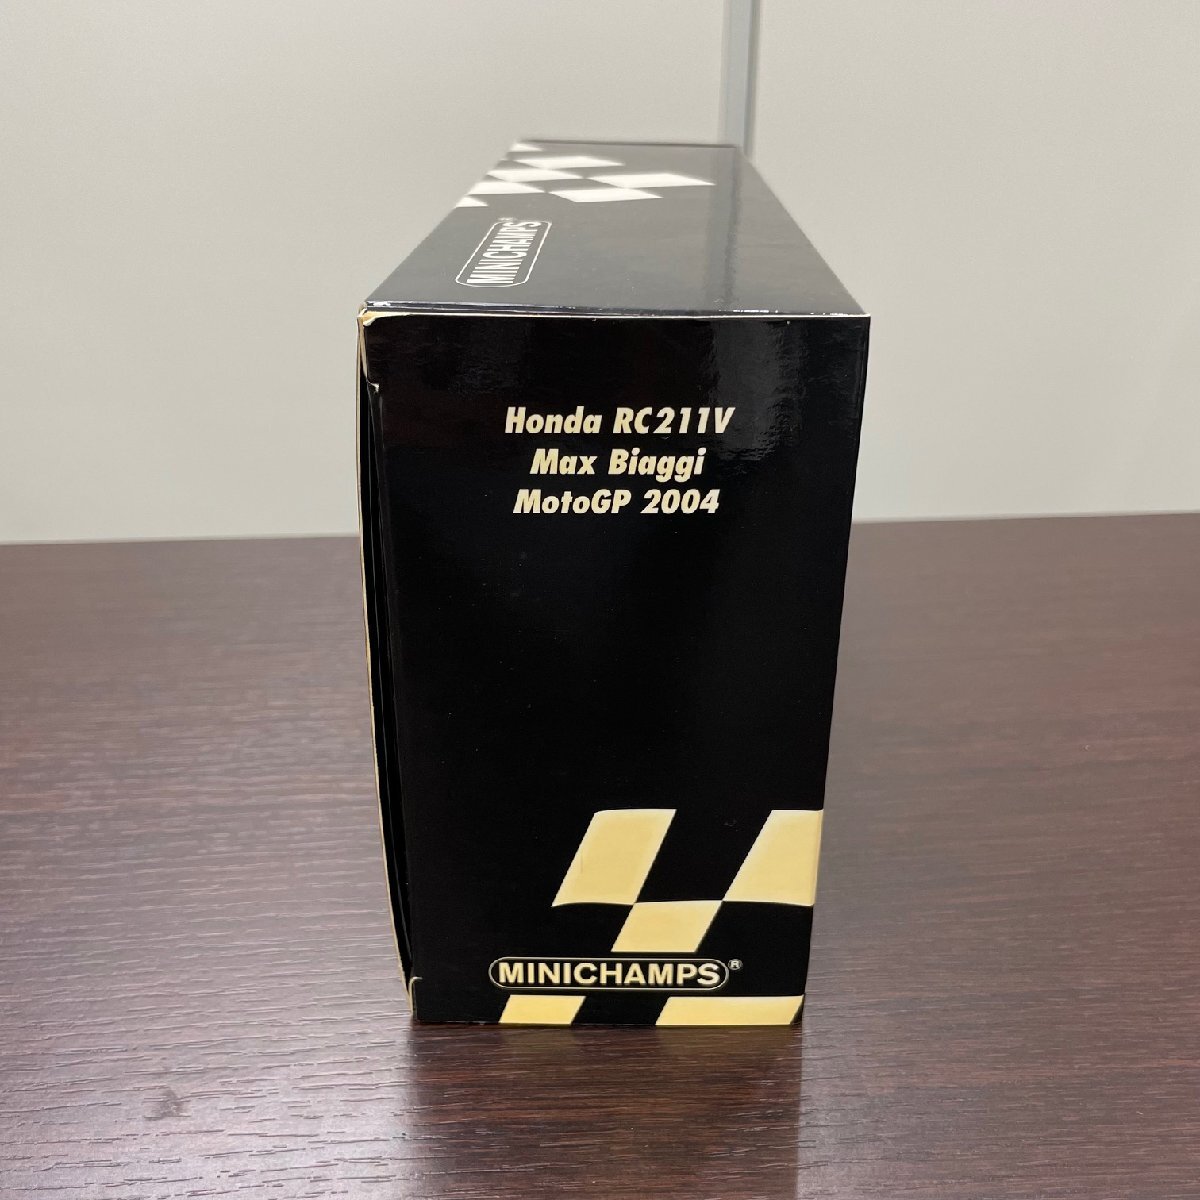 MINICHAMPS®
Honda RC211V
Max Biaggi
MotoGP 2004
MINICHAMPS®